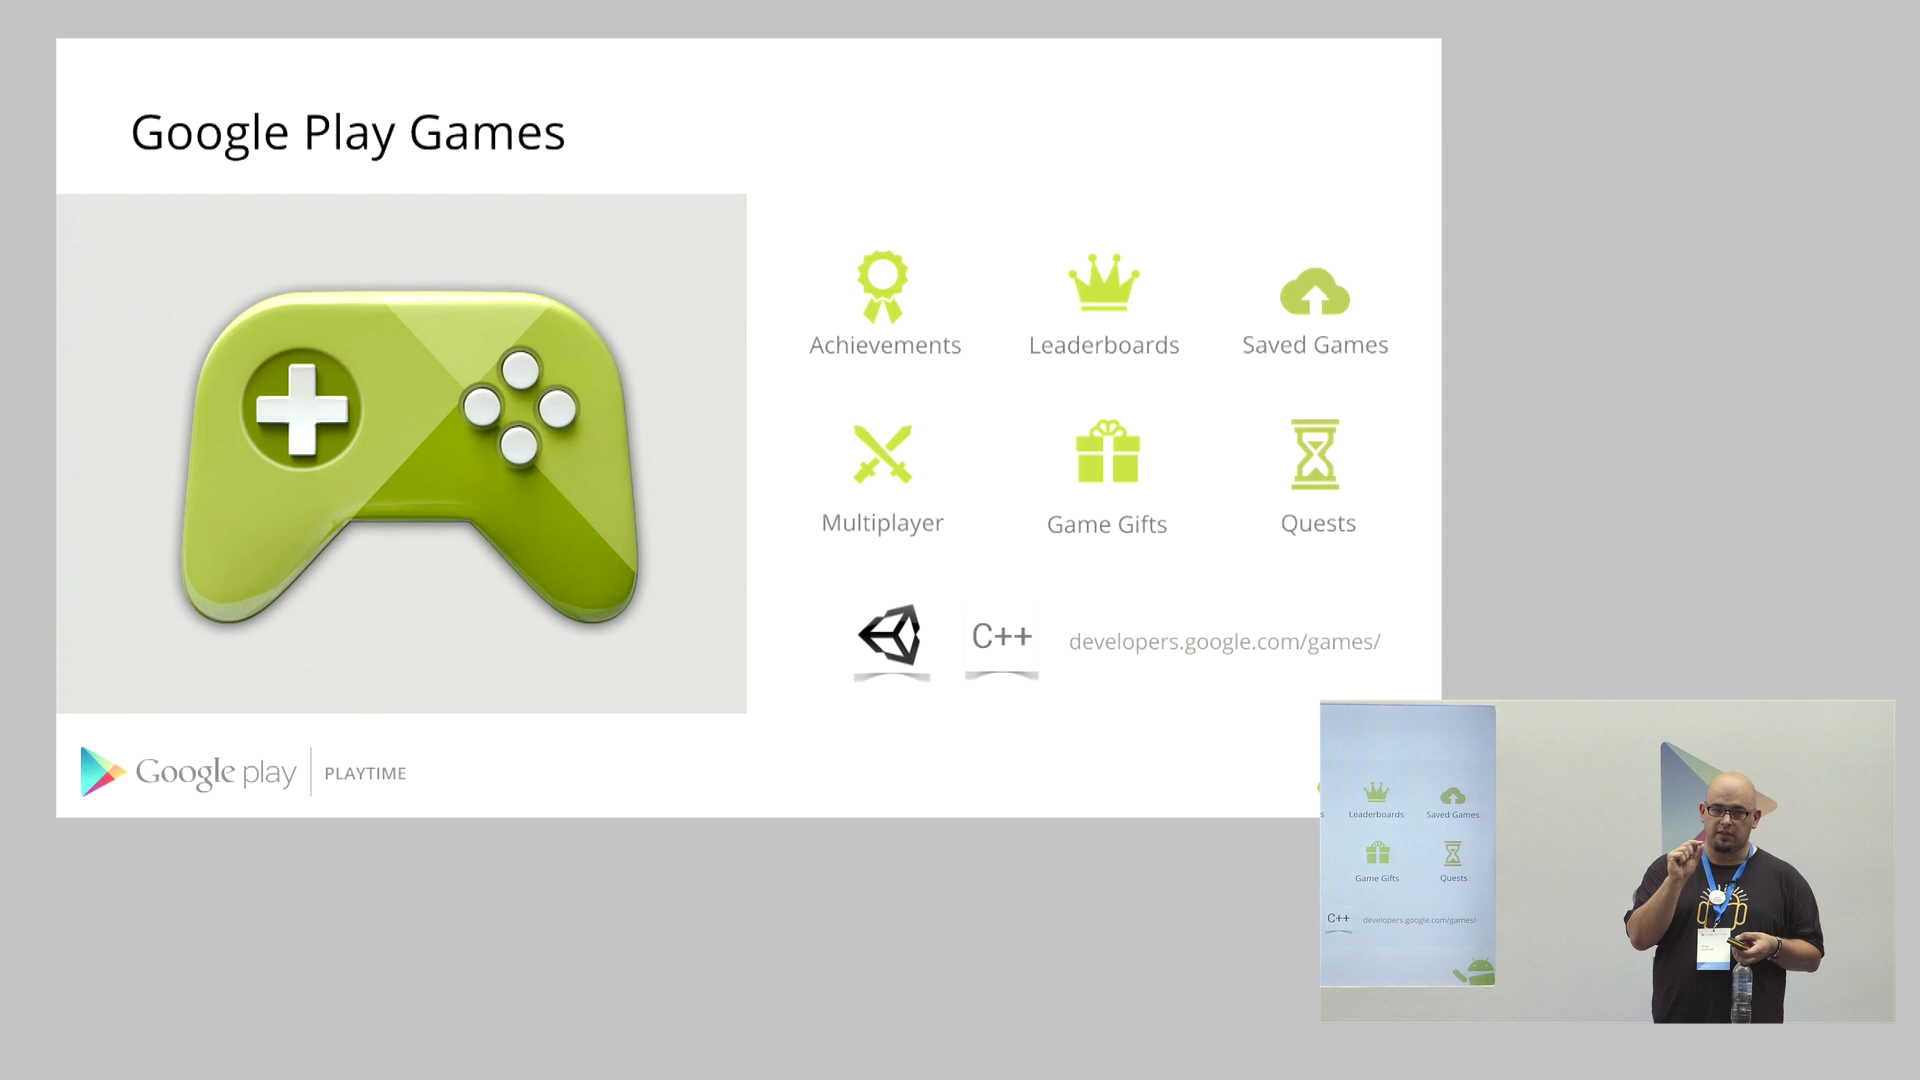 Google Play Games
Achievements
Leaderboards
Saved Games
Multiplayer
Game Gifts
Quests
C++
developers.google.com/games/
Google play
PLAYTIME
s
Leaderboards
Saved Games
Game Gifts
Quests
C++
developers.google.com/games/